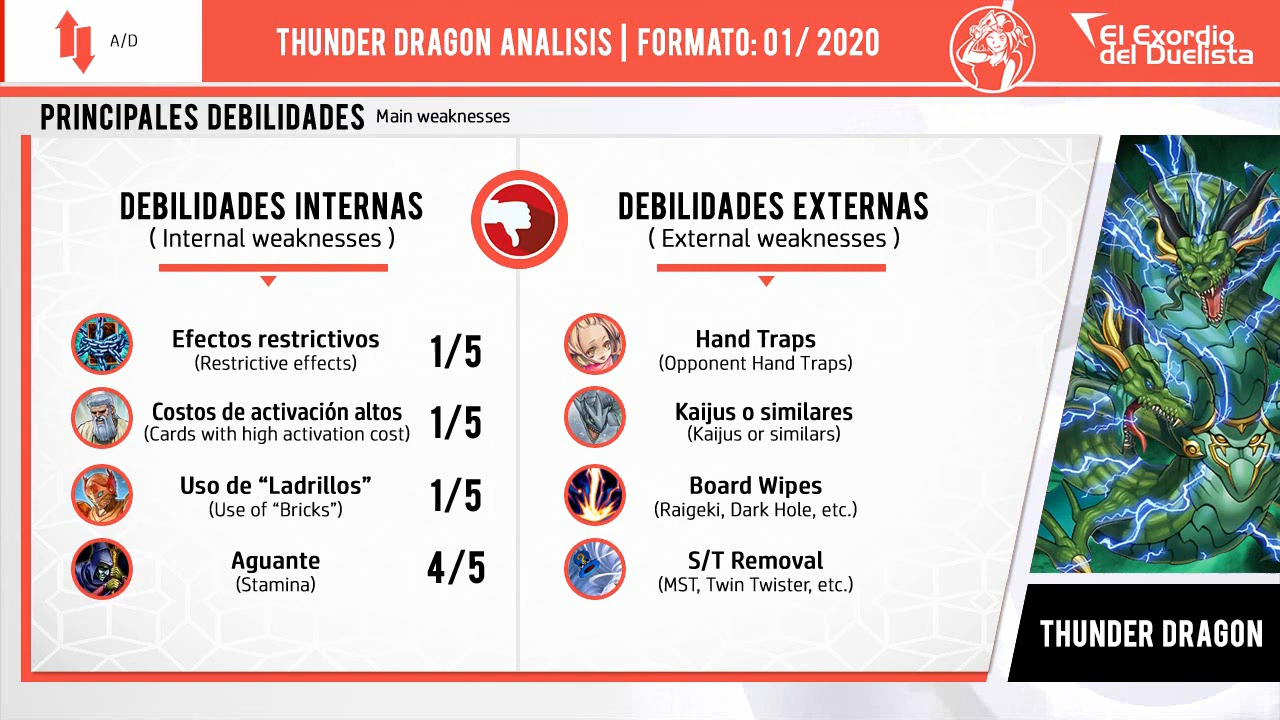 A/D
THUNDER DRAGON ANALISIS | FORMATO: 01/ 2020
El Exordio
del Duelista
PRINCIPALES DEBILIDADES Main weaknesses
DEBILIDADES INTERNAS
( Internal weaknesses )
Efectos restrictivos
(Restrictive effects)
1/5
Costos de activación altos
(Cards with high activation cost)
1/5
Uso de “Ladrillos”
(Use of “Bricks”)
1/5
Aguante
(Stamina)
4/5
DEBILIDADES EXTERNAS
( External weaknesses )
Hand Traps
(Opponent Hand Traps)
Kaijus o similares
(Kaijus or similars)
Board Wipes
(Raigeki, Dark Hole, etc.)
S/T Removal
(MST, Twin Twister, etc.)
THUNDER DRAGON